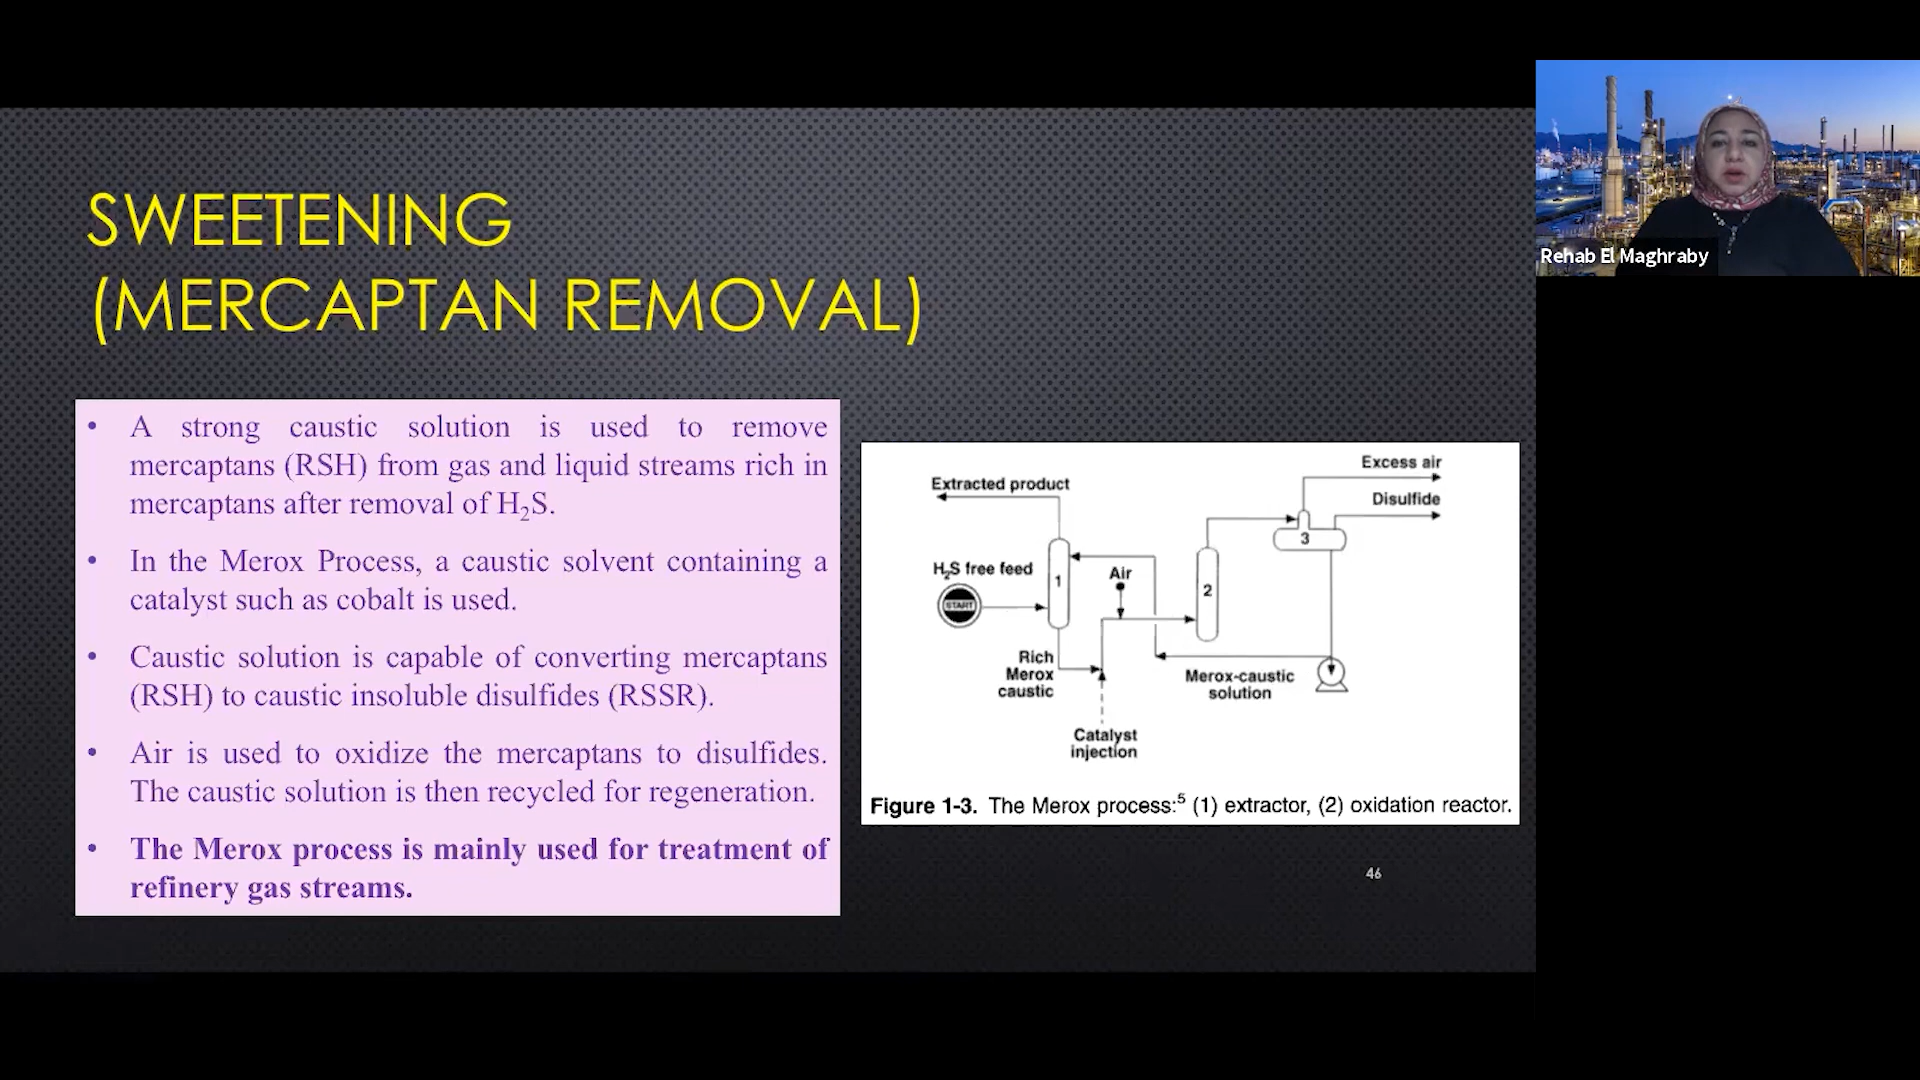 SWEETENING
(MERCAPTAN REMOVAL)
• A strong caustic solution is used to remove
mercaptans (RSH) from gas and liquid streams rich in
mercaptans after removal of H₂S.
• In the Merox Process, a caustic solvent containing a
catalyst such as cobalt is used.
• Caustic solution is capable of converting mercaptans
(RSH) to caustic insoluble disulfides (RSSR).
• Air is used to oxidize the mercaptans to disulfides.
The caustic solution is then recycled for regeneration.
• The Merox process is mainly used for treatment of
refinery gas streams.
Excess air
Extracted product
Disulfide
3
H₂S free feed
Air
1
2
START
Rich
Merox
caustic
Merox-caustic
solution
Catalyst
injection
Figure 1-3. The Merox process:⁵ (1) extractor, (2) oxidation reactor.
46
Rehab El Maghraby